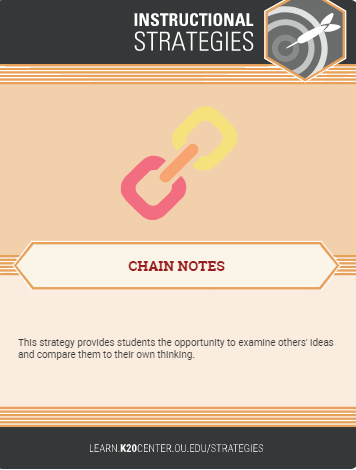 INSTRUCTIONAL
STRATEGIES
CHAIN NOTES
This strategy provides students the opportunity to examine others' ideas
and compare them to their own thinking.
LEARN.K20CENTER.OU.EDU/STRATEGIES